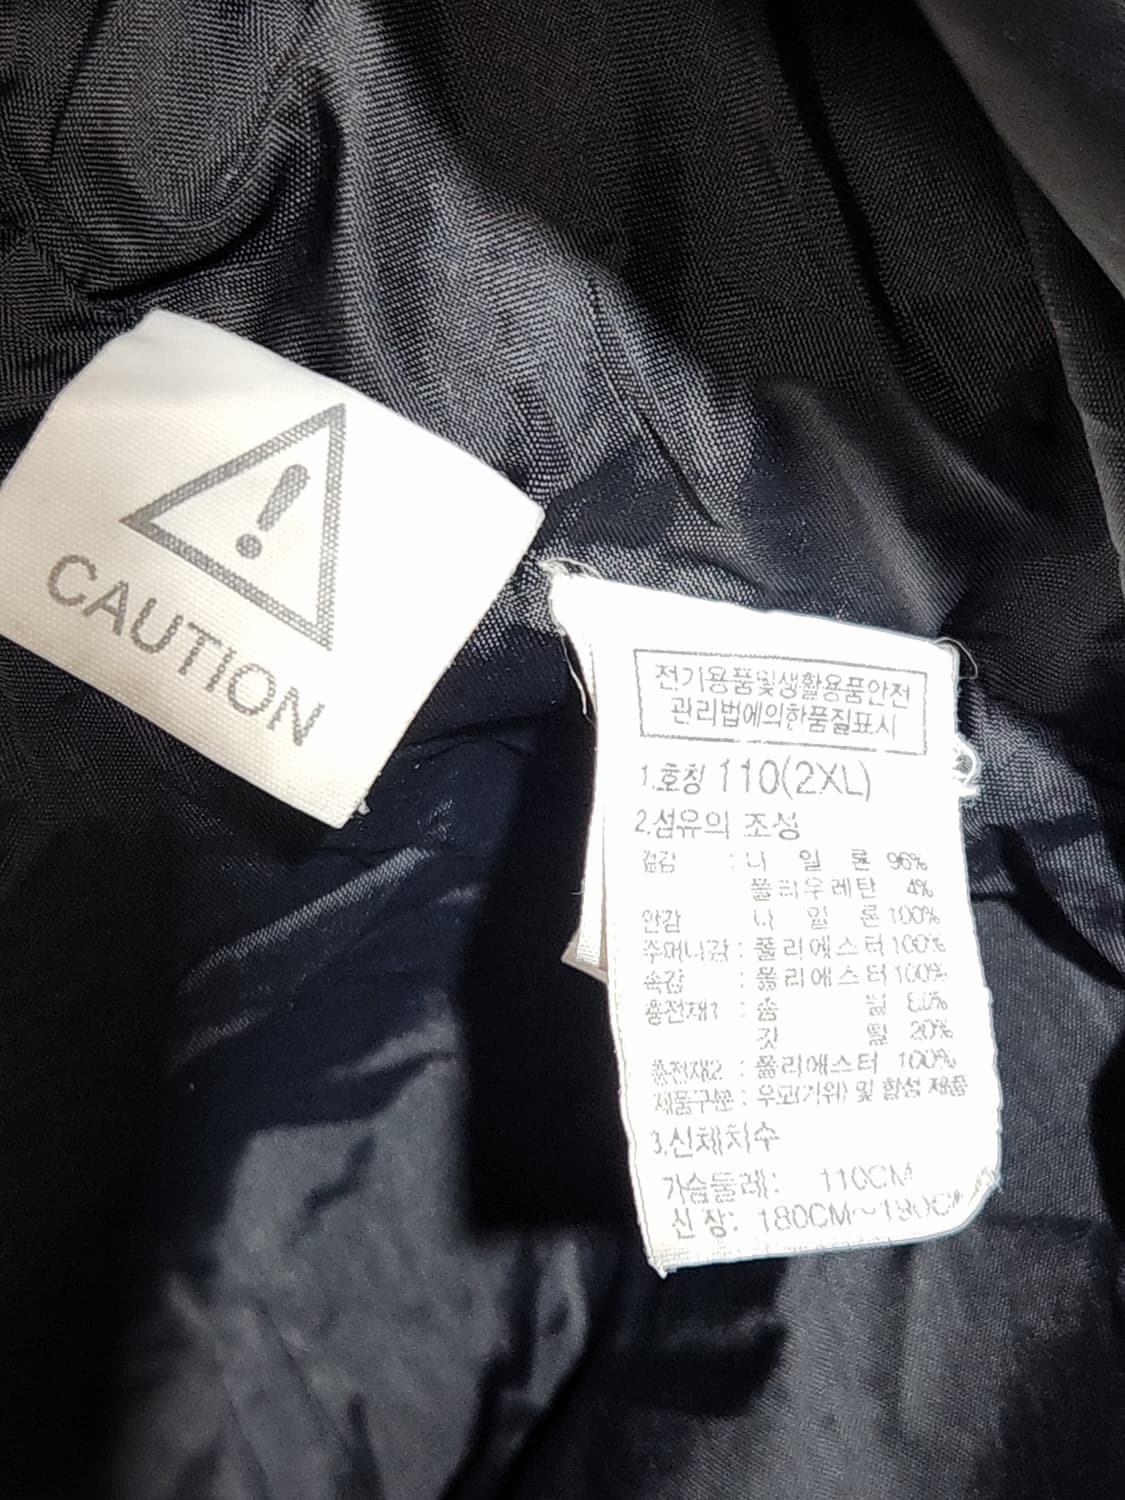 CAUTION
전기용품및생활용품안전
관리법에의한품질표시
1.호칭 110(2XL)
2.섬유의 조성
겉감 : 나 일 론 96%
폴리우레탄 4%
안감 나 일 론 100%
주머니감 : 폴리에스터 100%
속감 : 폴리에스터 100%
충전재1 : 솜 털 80%
깃 털 20%
충전재2 : 폴리에스터 100%
제품구분 : 우모(거위) 및 합성 제품
3.신체치수
가슴둘레: 110CM
신 장: 180CM~190CM